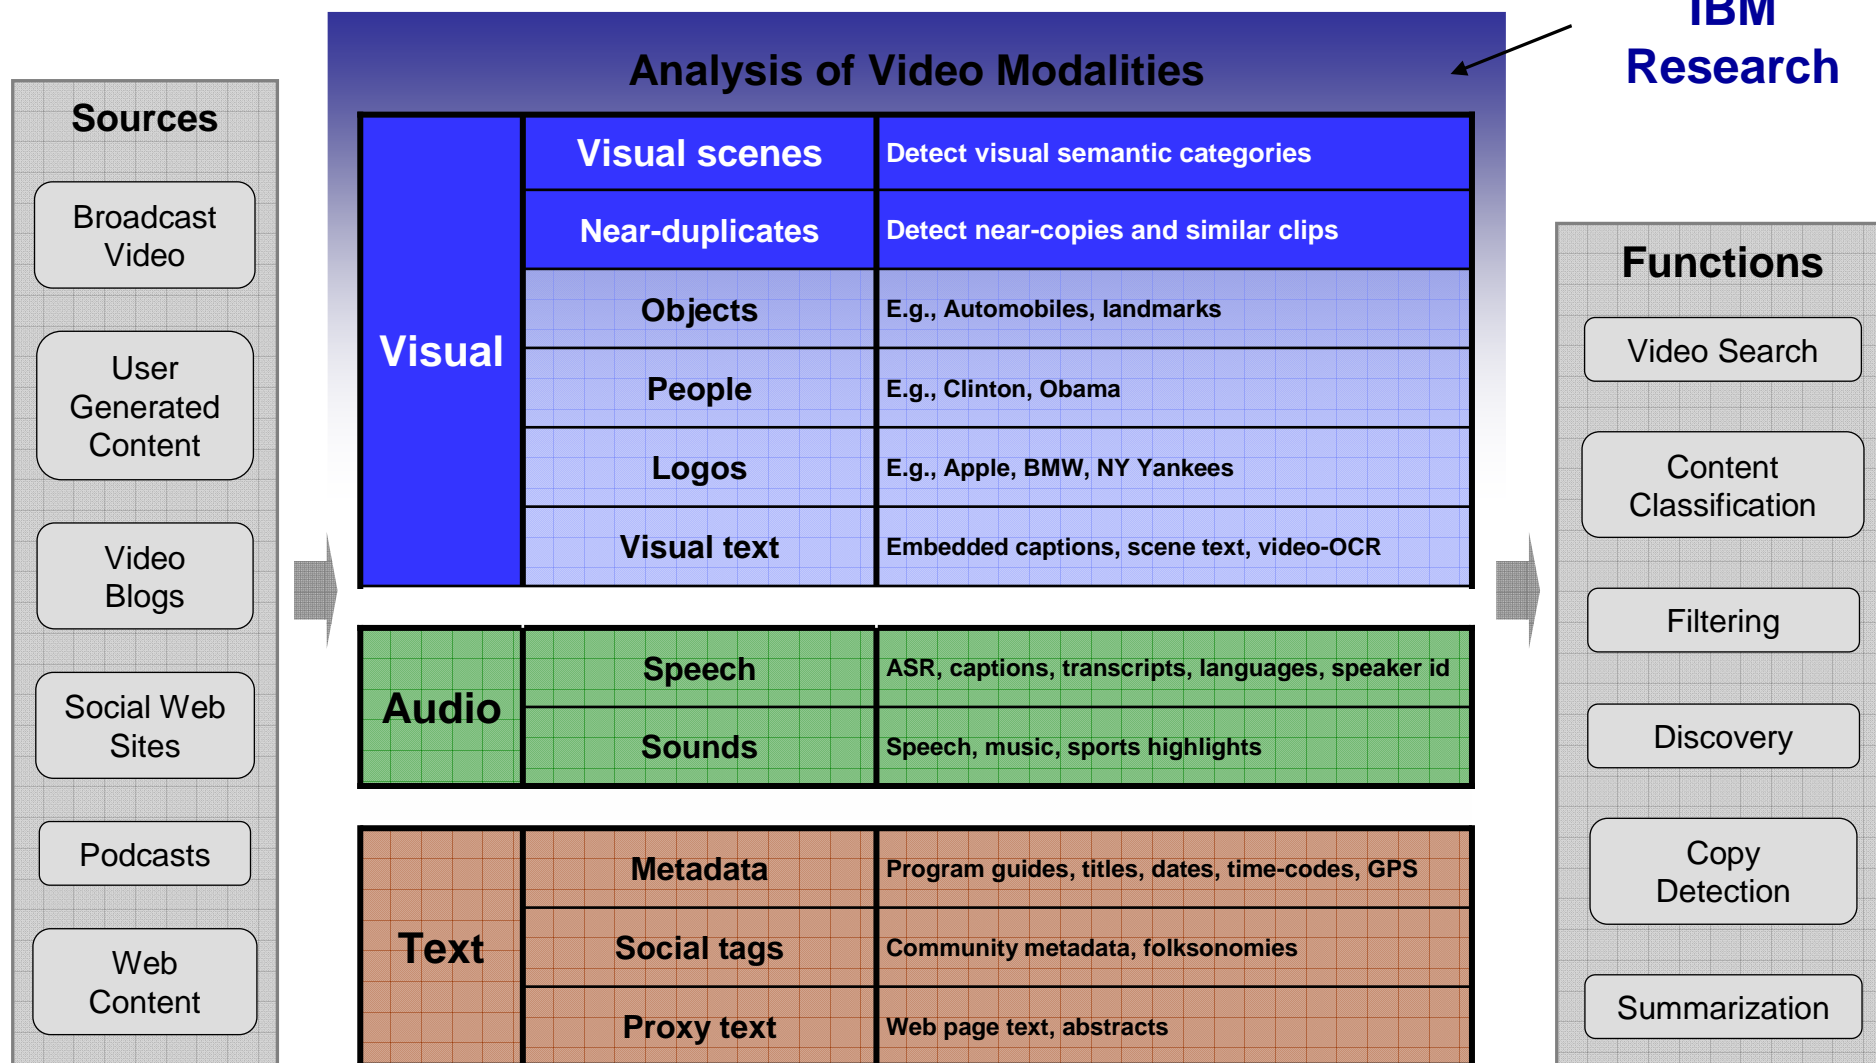 IBM
Research
Analysis of Video Modalities
Sources
Broadcast
Video
User
Generated
Content
Video
Blogs
Social Web
Sites
Podcasts
Web
Content
Visual
Visual scenes
Detect visual semantic categories
Near-duplicates
Detect near-copies and similar clips
Objects
E.g., Automobiles, landmarks
People
E.g., Clinton, Obama
Logos
E.g., Apple, BMW, NY Yankees
Visual text
Embedded captions, scene text, video-OCR
Audio
Speech
ASR, captions, transcripts, languages, speaker id
Sounds
Speech, music, sports highlights
Text
Metadata
Program guides, titles, dates, time-codes, GPS
Social tags
Community metadata, folksonomies
Proxy text
Web page text, abstracts
Functions
Video Search
Content
Classification
Filtering
Discovery
Copy
Detection
Summarization